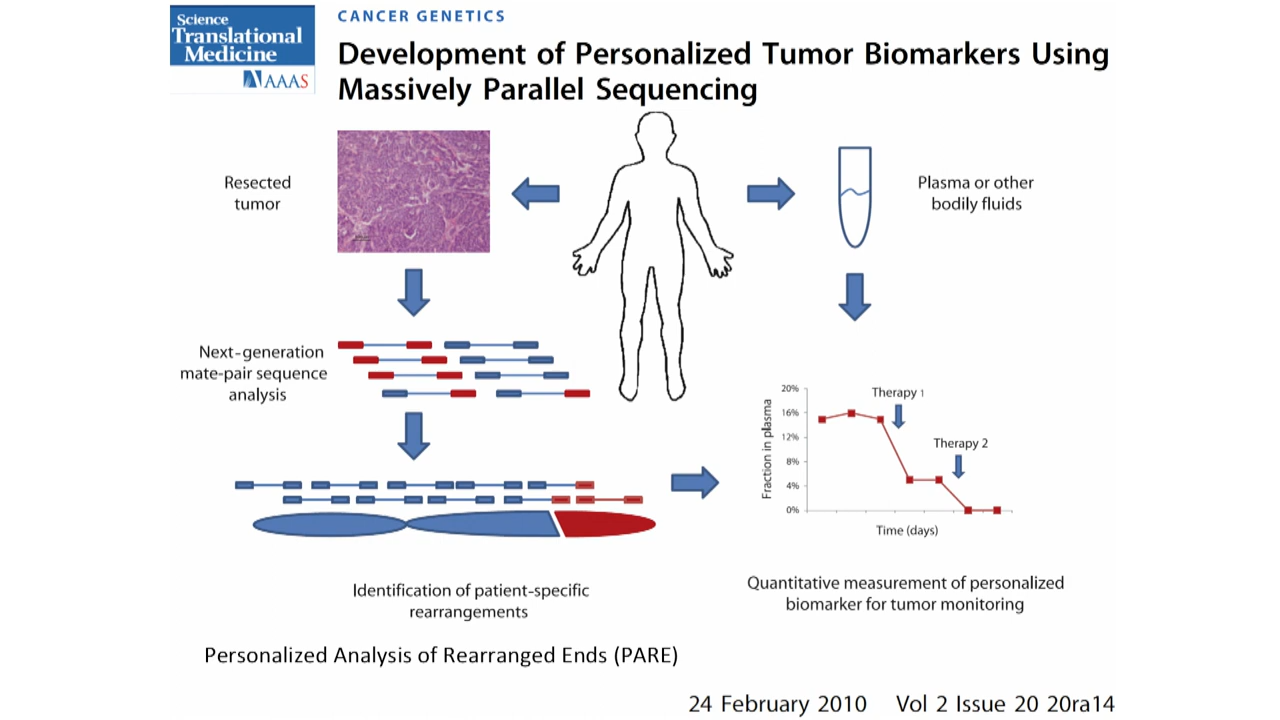 Science
Translational
Medicine
AAAS
CANCER GENETICS
Development of Personalized Tumor Biomarkers Using
Massively Parallel Sequencing
Resected
tumor
Plasma or other
bodily fluids
Next-generation
mate-pair sequence
analysis
20%
16%
12%
8%
4%
0%
Fraction in plasma
Therapy 1
Therapy 2
Time (days)
Identification of patient-specific
rearrangements
Quantitative measurement of personalized
biomarker for tumor monitoring
Personalized Analysis of Rearranged Ends (PARE)
24 February 2010 Vol 2 Issue 20 20ra14